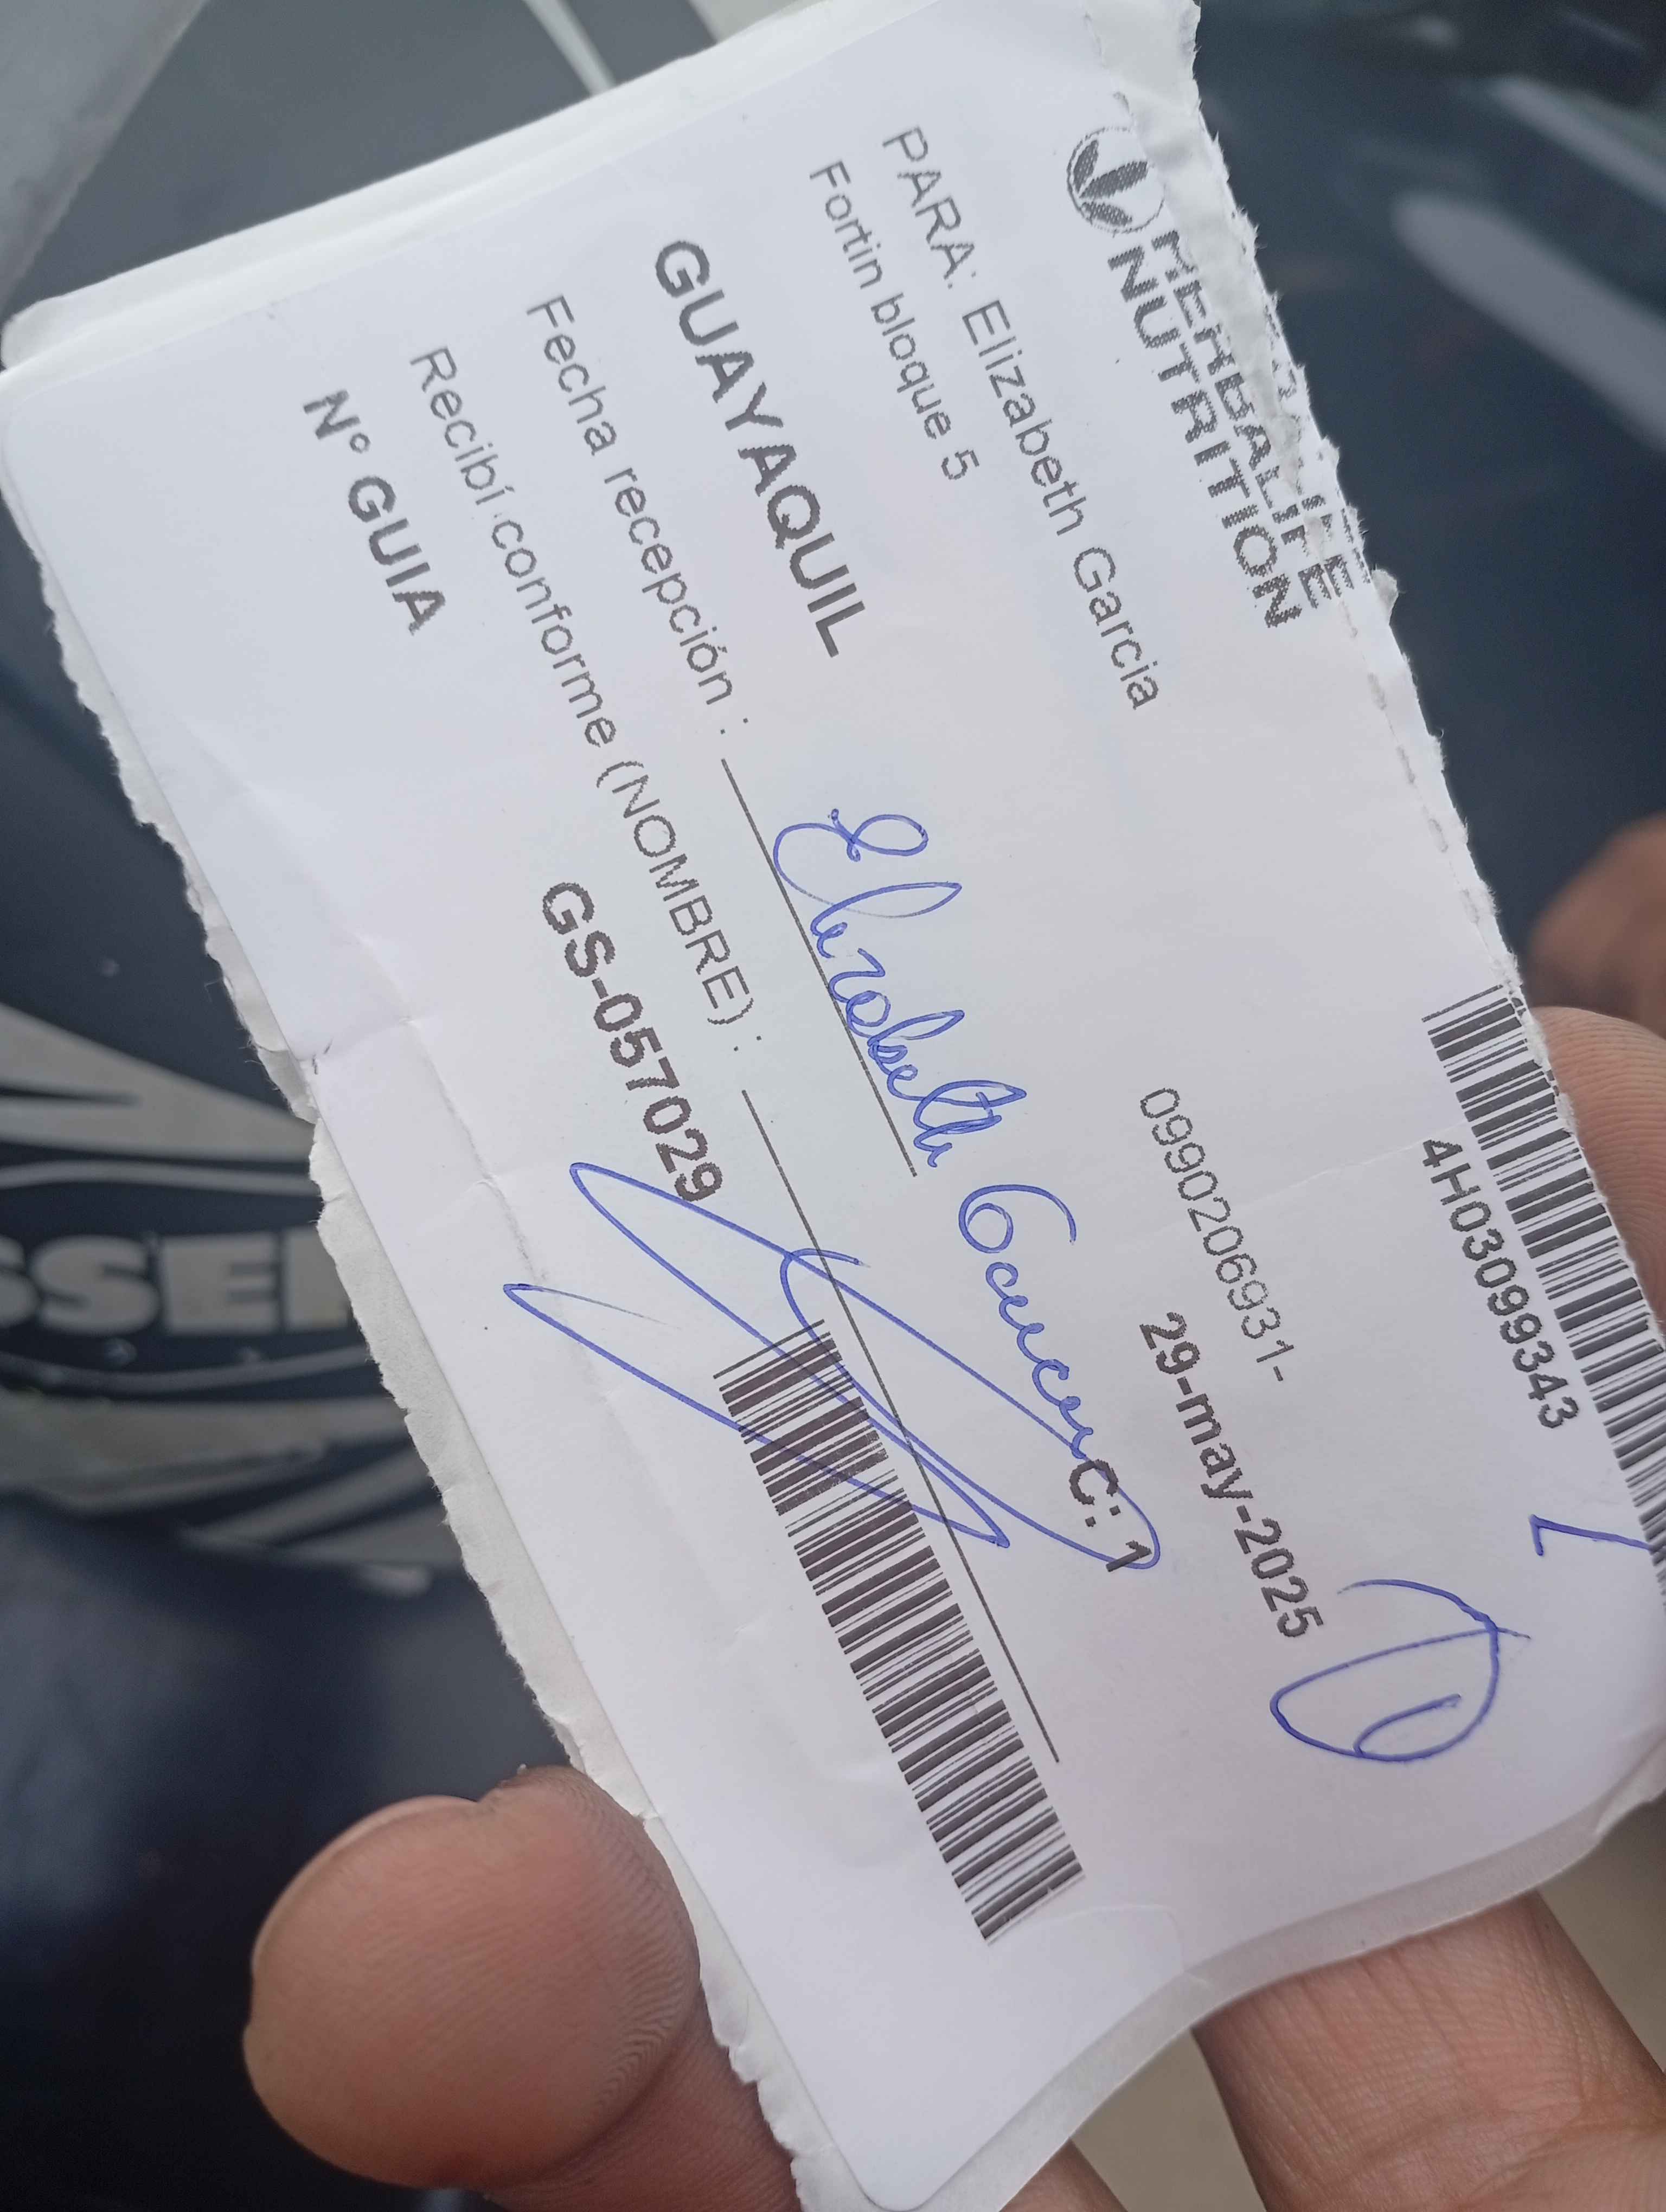 HERBALIFE
NUTRITION
4H03099343
PARA: Elizabeth Garcia
0990206931-
Fortin bloque 5
29-may-2025
GUAYAQUIL
C: 1
Fecha recepción :
Elizabeth Garcia
Recibí conforme (NOMBRE) :
Nº GUIA
GS-057029
SSER